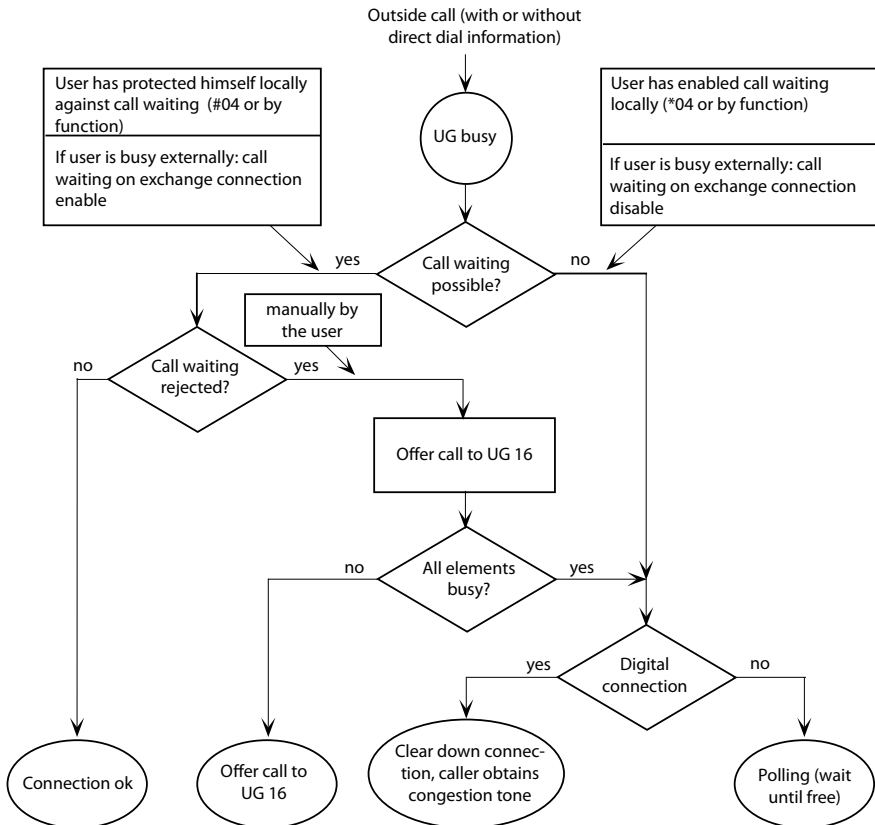 Outside call (with or without
direct dial information)
User has protected himself locally
against call waiting (#04 or by
function)
If user is busy externally: call
waiting on exchange connection
enable
UG busy
User has enabled call waiting
locally (*04 or by function)
If user is busy externally: call
waiting on exchange connection
disable
yes
Call waiting
possible?
no
manually by
the user
no
Call waiting
rejected?
yes
Offer call to UG 16
no
All elements
busy?
yes
yes
Digital
connection
no
Connection ok
Offer call to
UG 16
Clear down connec-
tion, caller obtains
congestion tone
Polling (wait
until free)